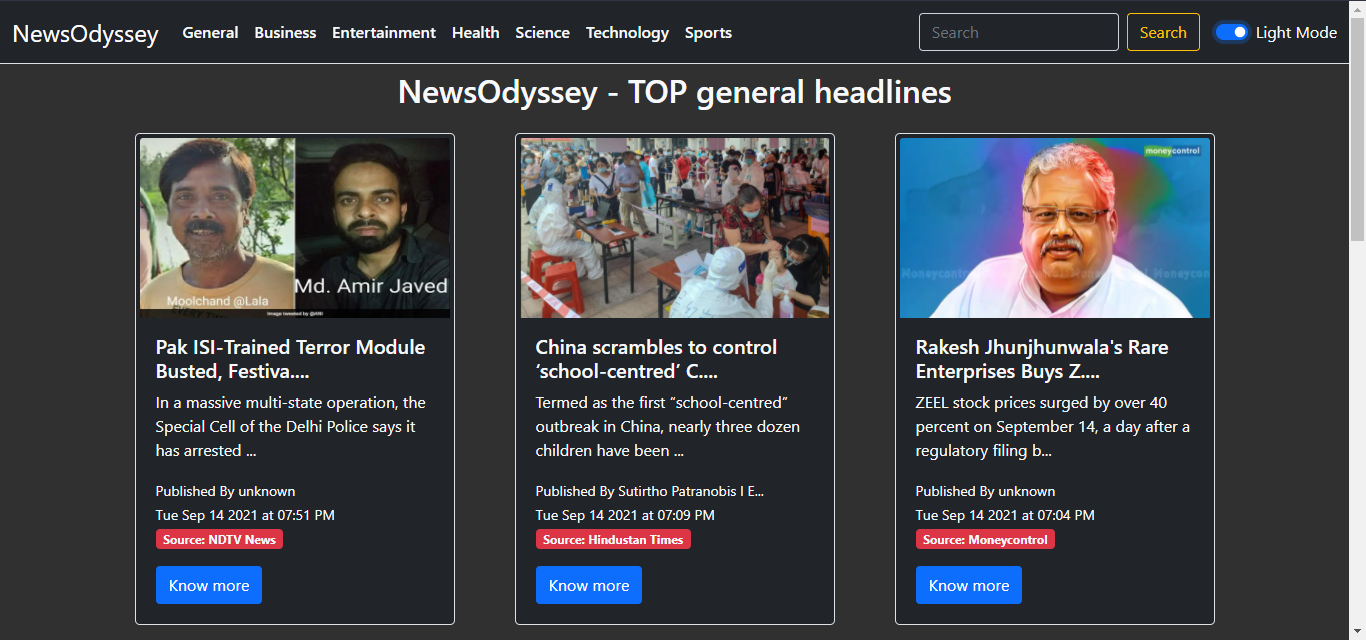 NewsOdyssey General Business Entertainment Health Science Technology Sports Search Search Light Mode
NewsOdyssey - TOP general headlines
Moolchand @Lala
Md. Amir Javed
Image tweeted by @ANI
Pak ISI-Trained Terror Module
Busted, Festiva....
In a massive multi-state operation, the
Special Cell of the Delhi Police says it
has arrested ...
Published By unknown
Tue Sep 14 2021 at 07:51 PM
Source: NDTV News
Know more
China scrambles to control
‘school-centred’ C....
Termed as the first “school-centred”
outbreak in China, nearly three dozen
children have been ...
Published By Sutirtho Patranobis I E...
Tue Sep 14 2021 at 07:09 PM
Source: Hindustan Times
Know more
moneycontrol
Moneycontrol
Moneycontrol
Rakesh Jhunjhunwala's Rare
Enterprises Buys Z....
ZEEL stock prices surged by over 40
percent on September 14, a day after a
regulatory filing b...
Published By unknown
Tue Sep 14 2021 at 07:04 PM
Source: Moneycontrol
Know more